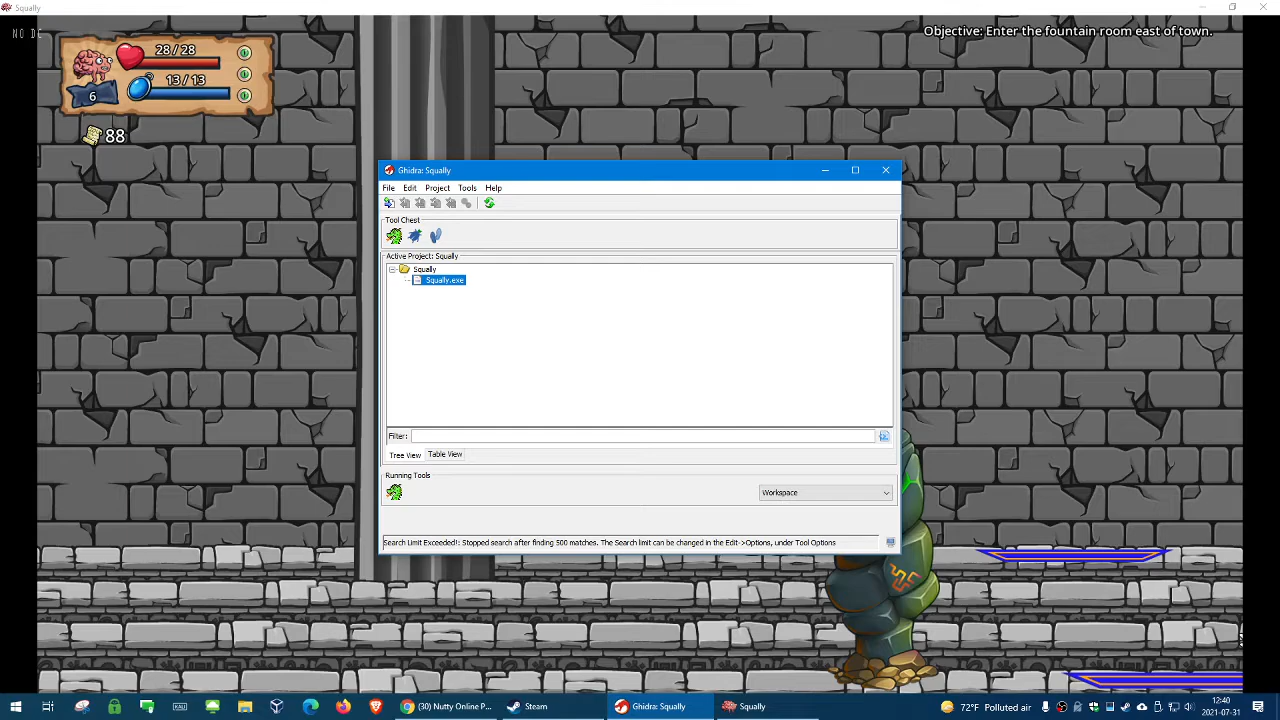 Squally
NO DC
28 / 28
13 / 13
6
88
Objective: Enter the fountain room east of town.
Ghidra: Squally
File Edit Project Tools Help
Tool Chest
Active Project: Squally
Squally
Squally.exe
Filter:
Tree View Table View
Running Tools
Workspace
Search Limit Exceeded!: Stopped search after finding 500 matches. The Search limit can be changed in the Edit->Options, under Tool Options
KALI (30) Nutty Online P... Steam Ghidra: Squally Squally 72°F Polluted air 12:40
2021-07-31